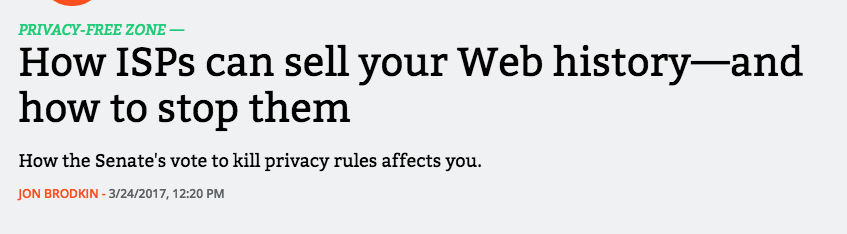 PRIVACY-FREE ZONE —
How ISPs can sell your Web history—and
how to stop them
How the Senate's vote to kill privacy rules affects you.
JON BRODKIN - 3/24/2017, 12:20 PM